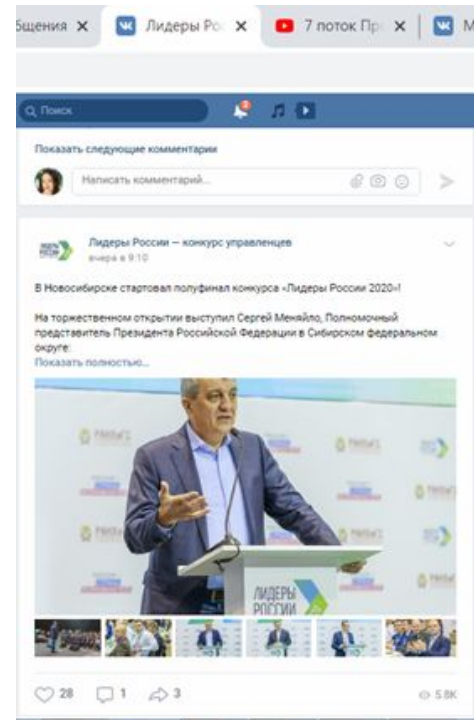 бщения
Лидеры Ро
7 поток Пр
М
Поиск
Показать следующие комментарии
Написать комментарий...
Лидеры России – конкурс управленцев
вчера в 9:10
В Новосибирске стартовал полуфинал конкурса «Лидеры России 2020»!
На торжественном открытии выступил Сергей Меняйло, Полномочный
представитель Президента Российской Федерации в Сибирском федеральном
округе:
Показать полностью...
ЛИДЕРЫ
РОССИИ
28
1
3
5.8K